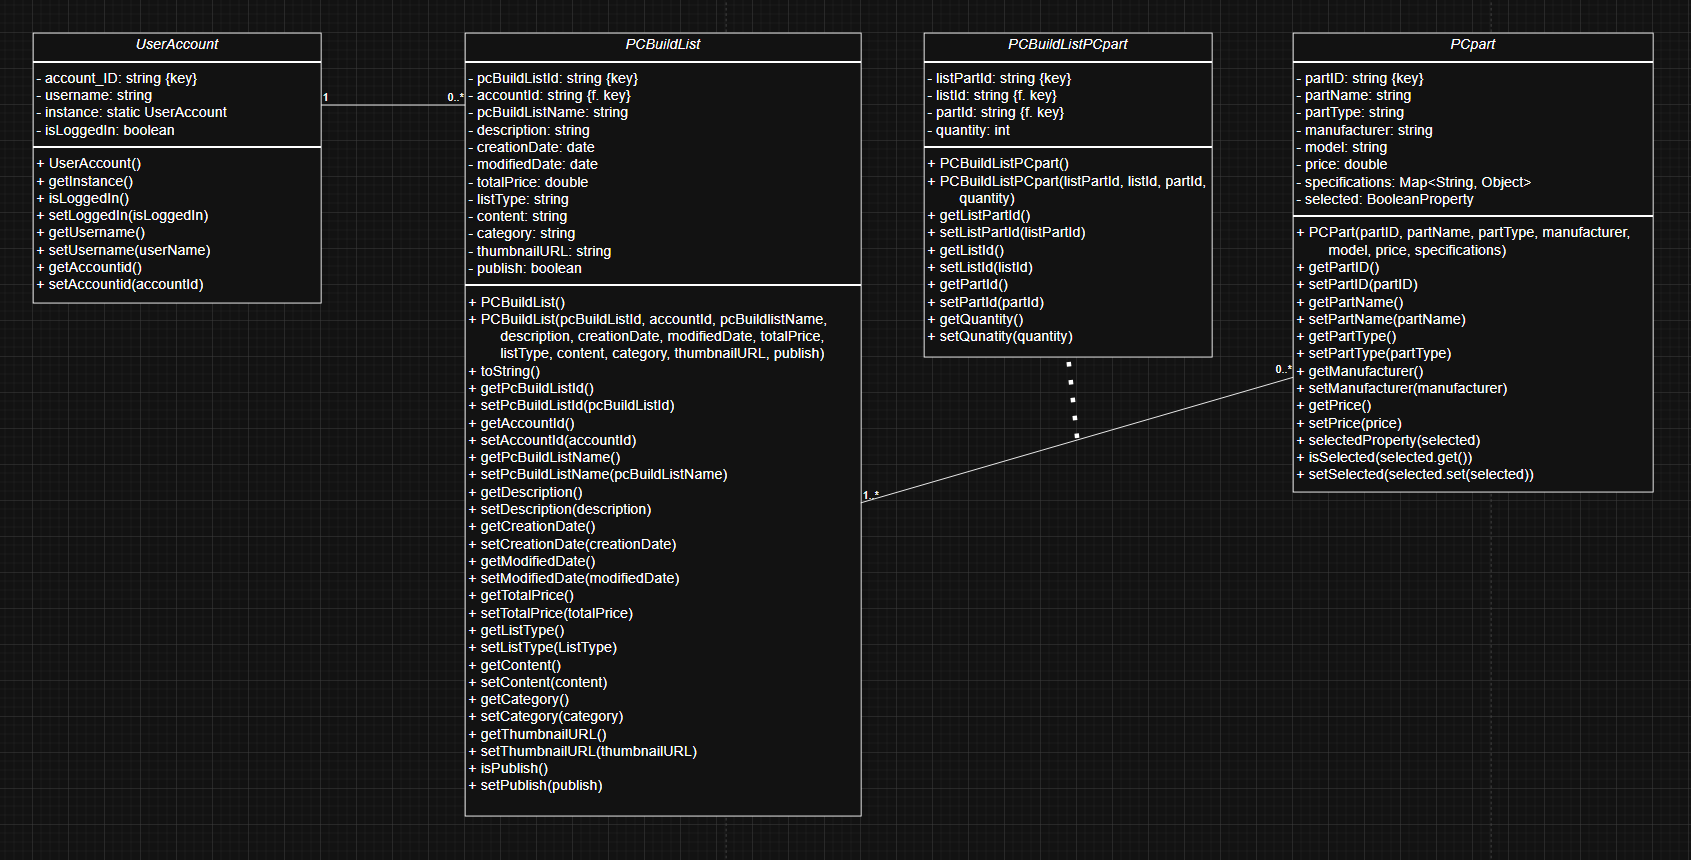 UserAccount
- account_ID: string {key}
- username: string
- instance: static UserAccount
- isLoggedIn: boolean
+ UserAccount()
+ getInstance()
+ isLoggedIn()
+ setLoggedIn(isLoggedIn)
+ getUsername()
+ setUsername(userName)
+ getAccountid()
+ setAccountid(accountId)
1
0..*
PCBuildList
- pcBuildListId: string {key}
- accountId: string {f. key}
- pcBuildListName: string
- description: string
- creationDate: date
- modifiedDate: date
- totalPrice: double
- listType: string
- content: string
- category: string
- thumbnailURL: string
- publish: boolean
+ PCBuildList()
+ PCBuildList(pcBuildListId, accountId, pcBuildlistName,
description, creationDate, modifiedDate, totalPrice,
listType, content, category, thumbnailURL, publish)
+ toString()
+ getPcBuildListId()
+ setPcBuildListId(pcBuildListId)
+ getAccountId()
+ setAccountId(accountId)
+ getPcBuildListName()
+ setPcBuildListName(pcBuildListName)
+ getDescription()
+ setDescription(description)
+ getCreationDate()
+ setCreationDate(creationDate)
+ getModifiedDate()
+ setModifiedDate(modifiedDate)
+ getTotalPrice()
+ setTotalPrice(totalPrice)
+ getListType()
+ setListType(ListType)
+ getContent()
+ setContent(content)
+ getCategory()
+ setCategory(category)
+ getThumbnailURL()
+ setThumbnailURL(thumbnailURL)
+ isPublish()
+ setPublish(publish)
1..*
0..*
PCBuildListPCpart
- listPartId: string {key}
- listId: string {f. key}
- partId: string {f. key}
- quantity: int
+ PCBuildListPCpart()
+ PCBuildListPCpart(listPartId, listId, partId,
quantity)
+ getListPartId()
+ setListPartId(listPartId)
+ getListId()
+ setListId(listId)
+ getPartId()
+ setPartId(partId)
+ getQuantity()
+ setQunatity(quantity)
PCpart
- partID: string {key}
- partName: string
- partType: string
- manufacturer: string
- model: string
- price: double
- specifications: Map<String, Object>
- selected: BooleanProperty
+ PCPart(partID, partName, partType, manufacturer,
model, price, specifications)
+ getPartID()
+ setPartID(partID)
+ getPartName()
+ setPartName(partName)
+ getPartType()
+ setPartType(partType)
+ getManufacturer()
+ setManufacturer(manufacturer)
+ getPrice()
+ setPrice(price)
+ selectedProperty(selected)
+ isSelected(selected.get())
+ setSelected(selected.set(selected))